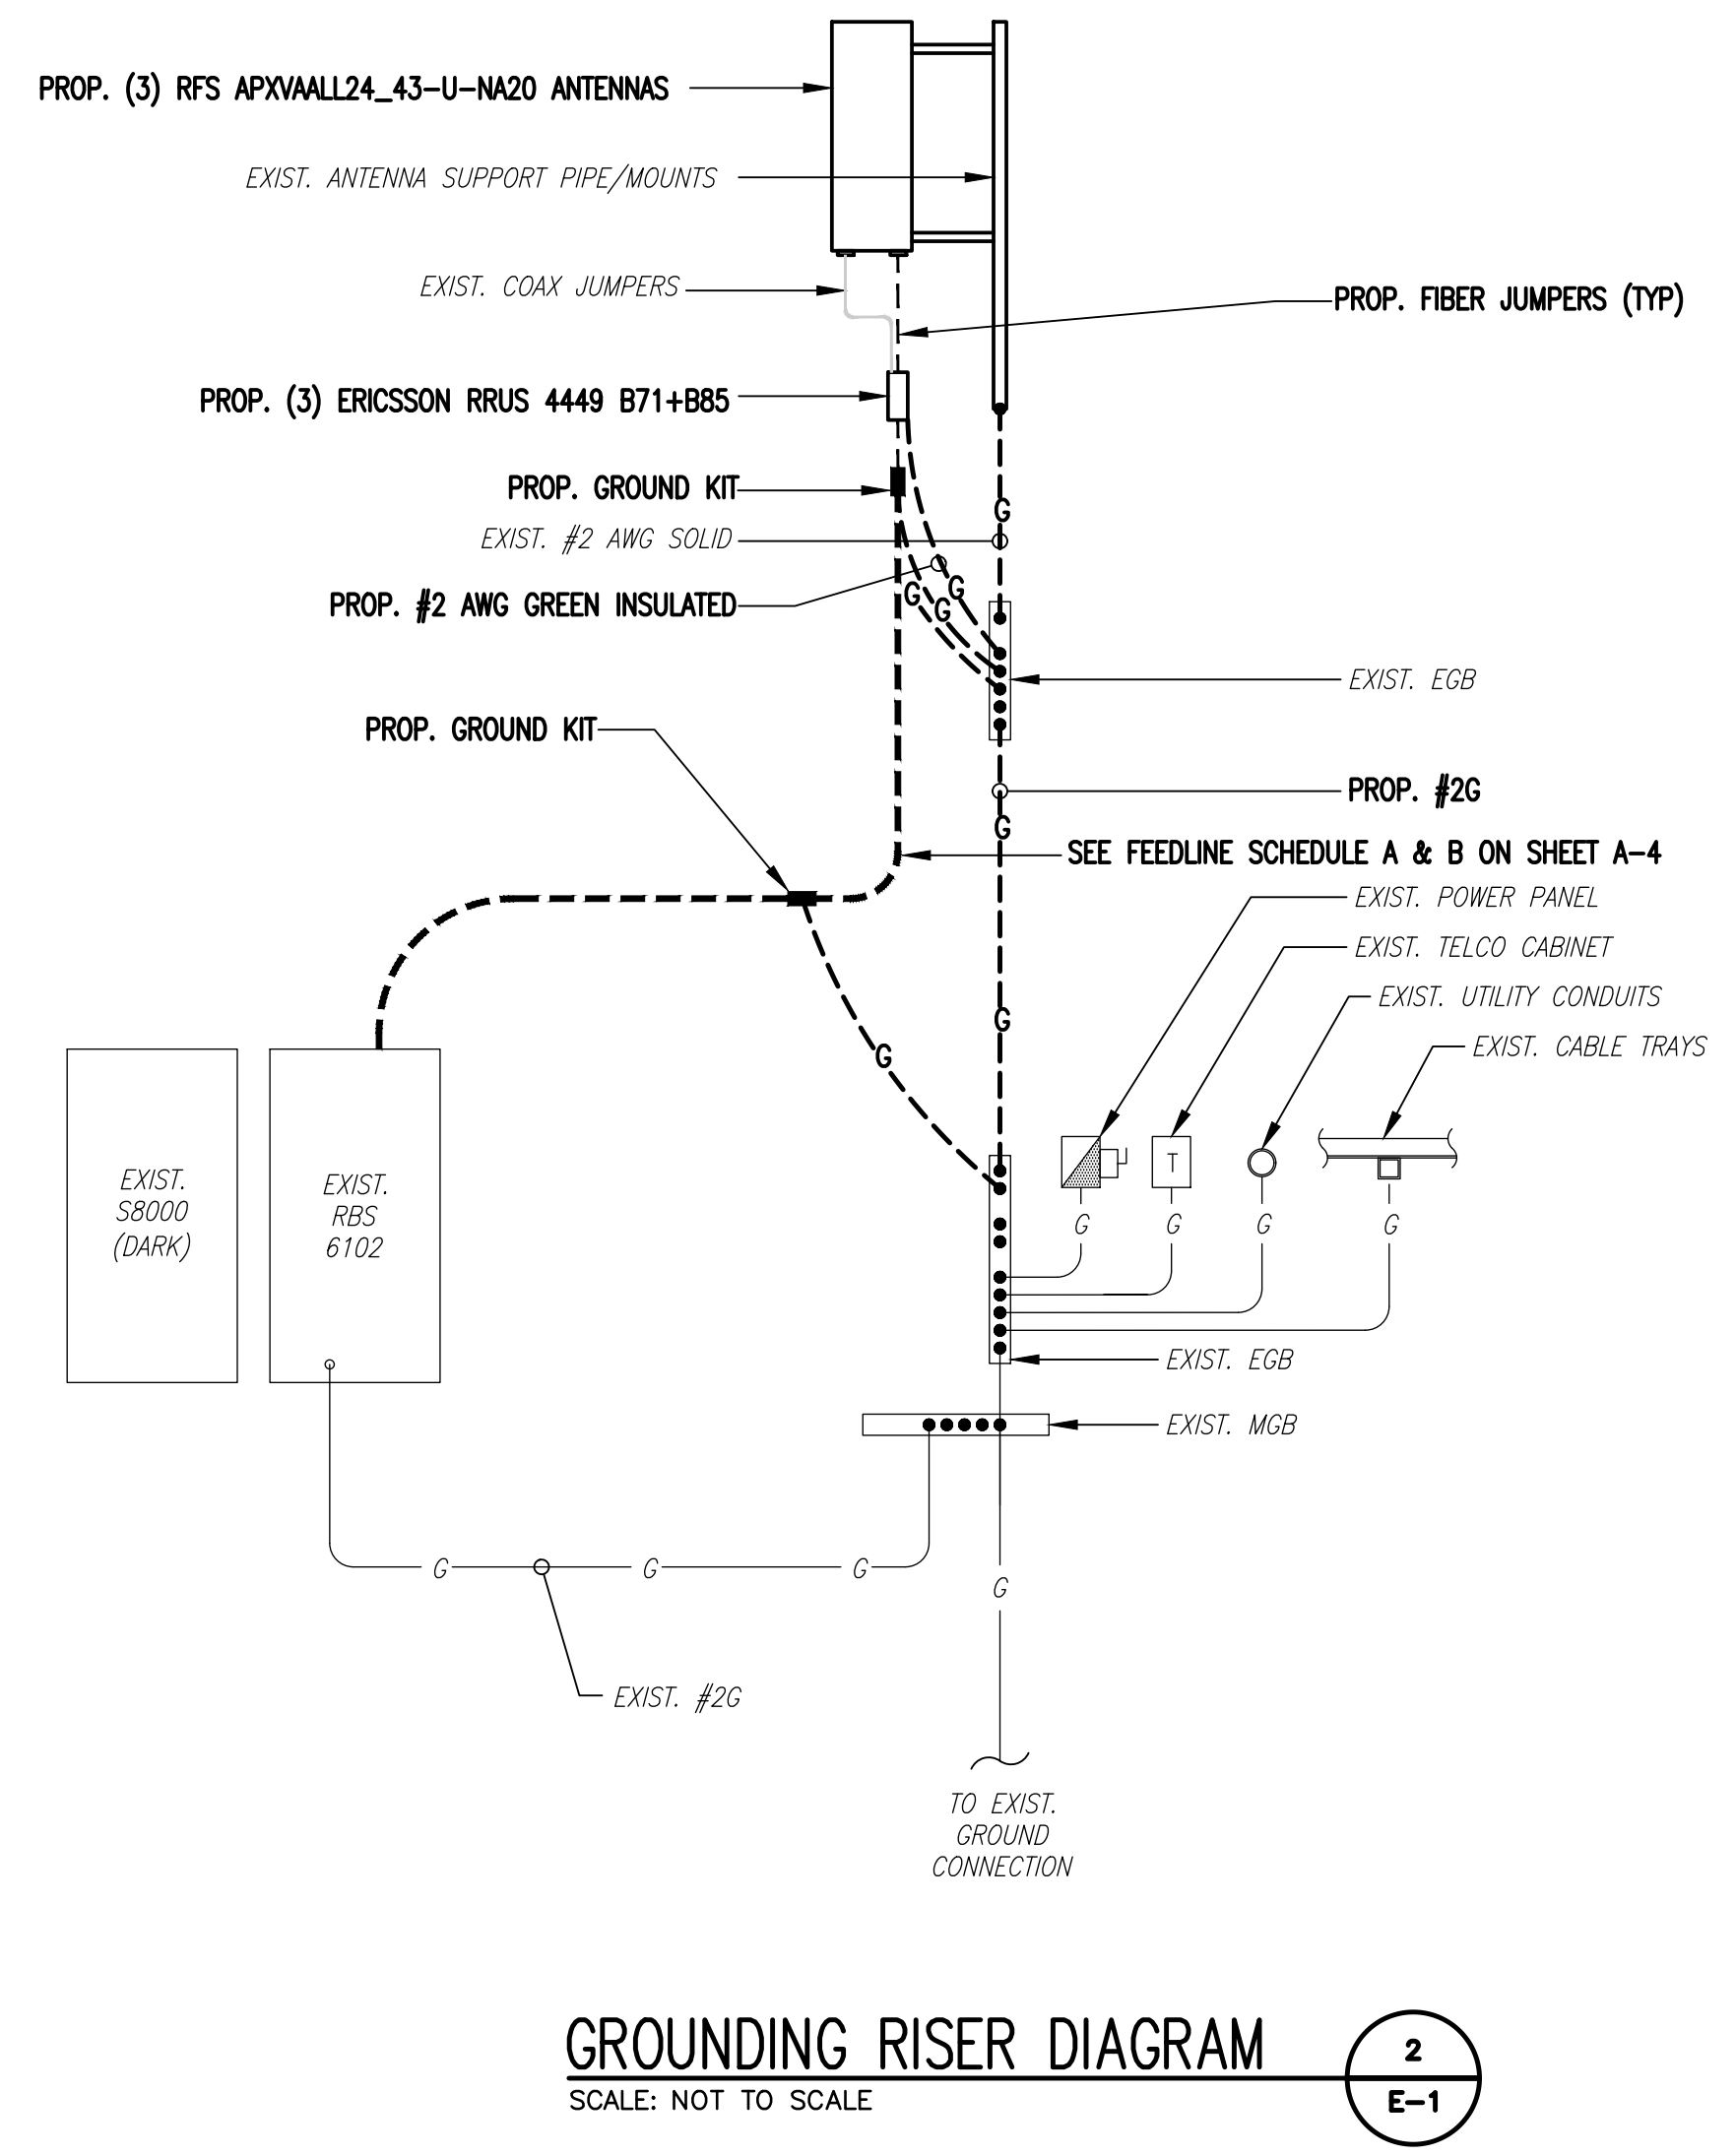 PROP. (3) RFS APXVAALL24_43-U-NA20 ANTENNAS
EXIST. ANTENNA SUPPORT PIPE/MOUNTS
EXIST. COAX JUMPERS
PROP. FIBER JUMPERS (TYP)
PROP. (3) ERICSSON RRUS 4449 B71+B85
PROP. GROUND KIT
G
EXIST. #2 AWG SOLID
G
G
G
PROP. #2 AWG GREEN INSULATED
EXIST. EGB
PROP. GROUND KIT
PROP. #2G
G
SEE FEEDLINE SCHEDULE A & B ON SHEET A-4
EXIST. POWER PANEL
EXIST. TELCO CABINET
EXIST. UTILITY CONDUITS
G
EXIST. CABLE TRAYS
G
T
EXIST.
S8000
(DARK)
EXIST.
RBS
6102
G
G
G
G
EXIST. EGB
EXIST. MGB
G
G
G
G
EXIST. #2G
TO EXIST.
GROUND
CONNECTION
GROUNDING RISER DIAGRAM
SCALE: NOT TO SCALE
2
E-1